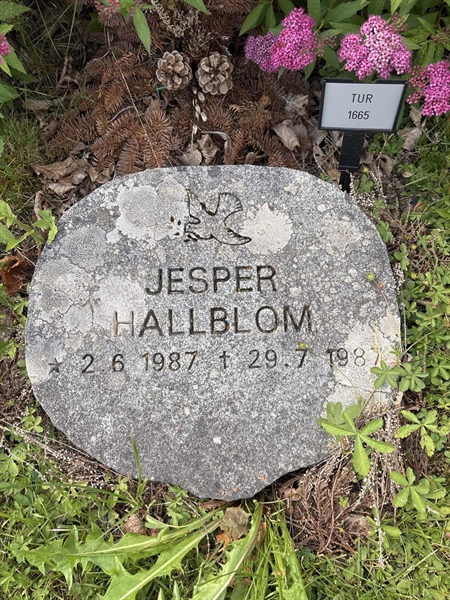 TUR
1665
JESPER
HALLBLOM
* 2 6 1987 † 29.7 1987